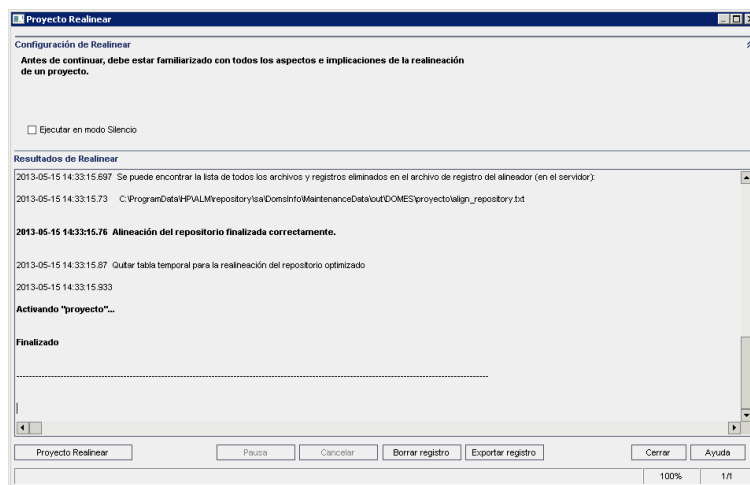 Proyecto Realinear
Configuración de Realinear
Antes de continuar, debe estar familiarizado con todos los aspectos e implicaciones de la realineación
de un proyecto.
Ejecutar en modo Silencio
Resultados de Realinear
2013-05-15 14:33:15.697 Se puede encontrar la lista de todos los archivos y registros eliminados en el archivo de registro del alineador (en el servidor):
2013-05-15 14:33:15.73 C:\ProgramData\HP\ALM\repository\sa\DomsInfo\MaintenanceData\out\DOMES\proyecto\align_repository.txt
2013-05-15 14:33:15.76 Alineación del repositorio finalizada correctamente.
2013-05-15 14:33:15.87 Quitar tabla temporal para la realineación del repositorio optimizado
2013-05-15 14:33:15.933
Activando "proyecto"...
Finalizado
------------------------------------------------------------------------------------------------------------------------
Proyecto Realinear Pausa Cancelar Borrar registro Exportar registro Cerrar Ayuda
100% 1/1